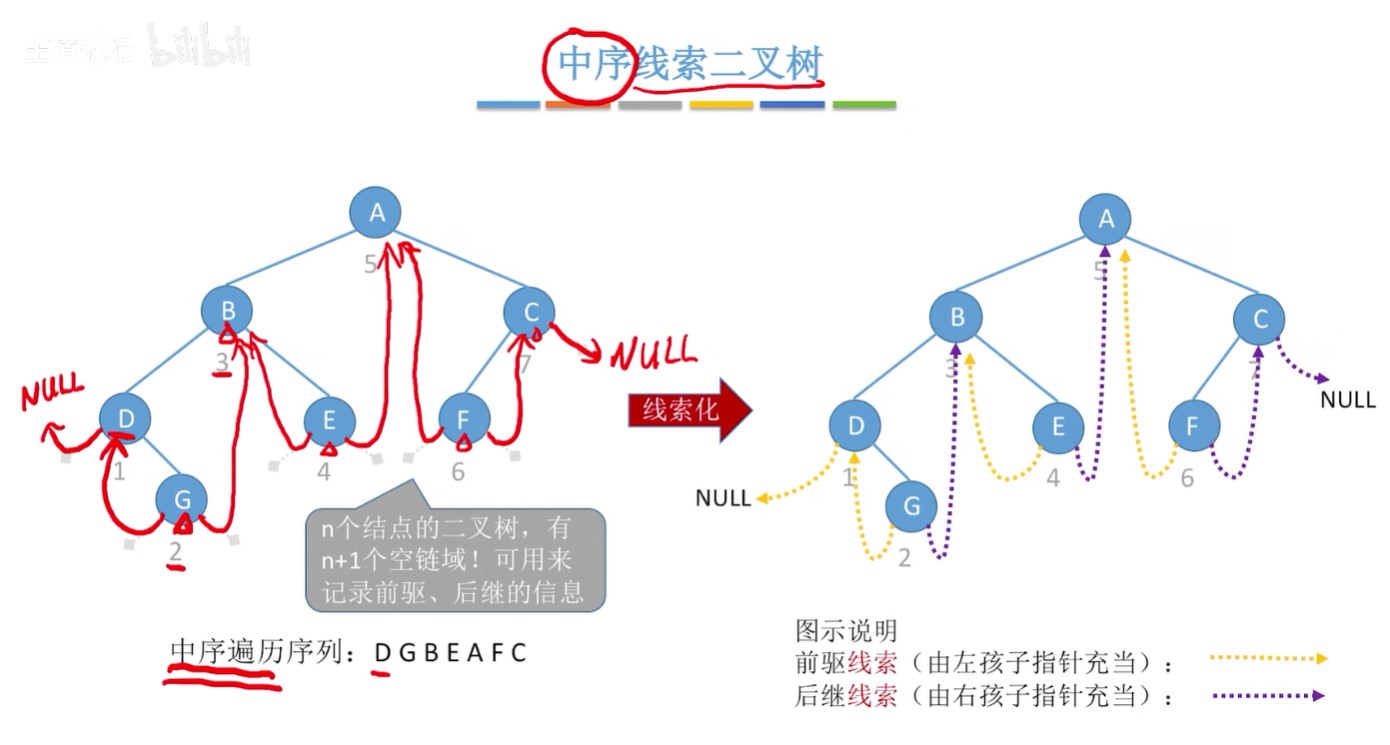 王道论坛 bilibili
中序线索二叉树
A
5
B
C
3
7
NULL
NULL
D
E
F
1
4
6
G
2
n个结点的二叉树，有
n+1个空链域！可用来
记录前驱、后继的信息
中序遍历序列：D G B E A F C
线索化
A
5
B
C
3
7
NULL
D
E
F
1
4
6
NULL
G
2
图示说明
前驱线索（由左孩子指针充当）：
后继线索（由右孩子指针充当）：